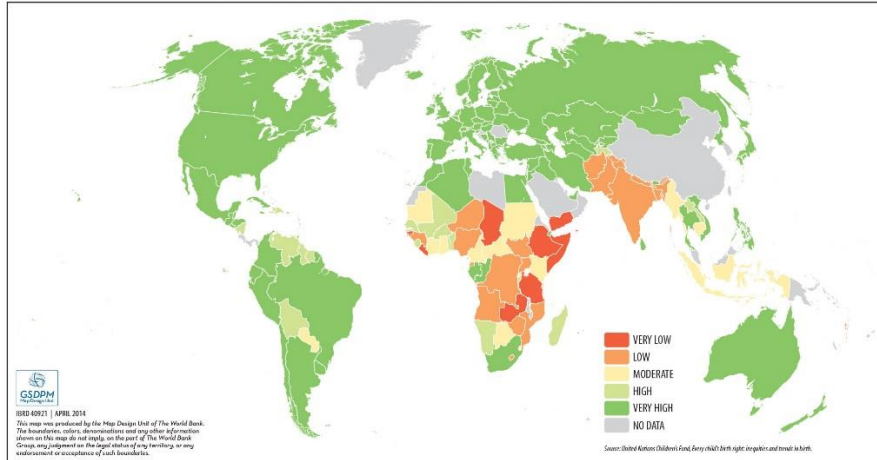 VERY LOW
LOW
MODERATE
HIGH
VERY HIGH
NO DATA
GSDPM
Map Design Unit
IBRD 40921 | APRIL 2014
This map was produced by the Map Design Unit of The World Bank.
The boundaries, colors, denominations and any other information
shown on this map do not imply, on the part of The World Bank
Group, any judgment on the legal status of any territory, or any
endorsement or acceptance of such boundaries.
Source: United Nations Children's Fund, Every child's birth right: inequities and trends in birth.